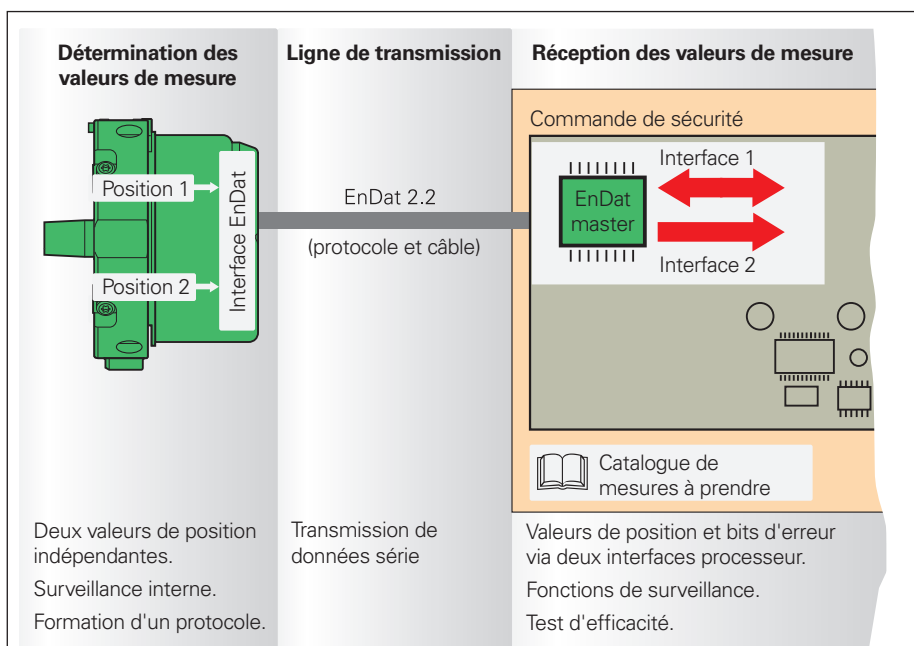 Détermination des
valeurs de mesure
Ligne de transmission
Réception des valeurs de mesure
Position 1
Position 2
Interface EnDat
EnDat 2.2
(protocole et câble)
Commande de sécurité
EnDat
master
Interface 1
Interface 2
Catalogue de
mesures à prendre
Deux valeurs de position
indépendantes.
Surveillance interne.
Formation d'un protocole.
Transmission de
données série
Valeurs de position et bits d'erreur
via deux interfaces processeur.
Fonctions de surveillance.
Test d'efficacité.